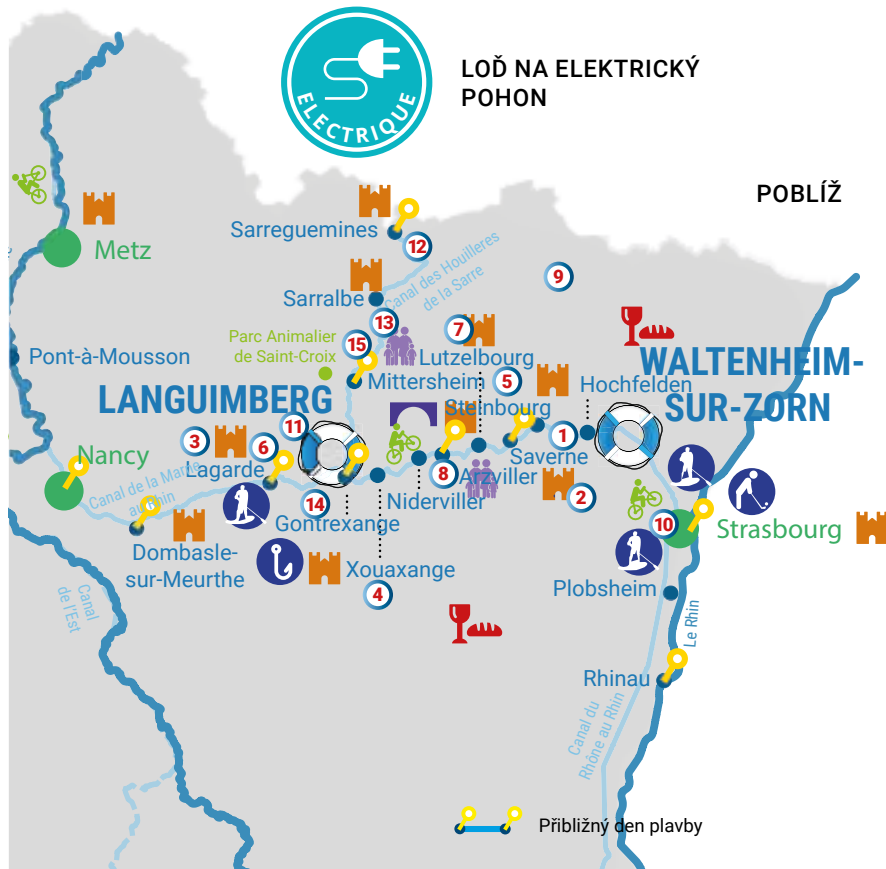 LOĎ NA ELEKTRICKÝ
POHON
ELECTRIQUE
POBLÍŽ
Metz
Sarreguemines
12
9
Canal des Houilleres
de la Sarre
Sarralbe
13
7
15
Parc Animalier
de Saint-Croix
Pont-à-Mousson
Lutzelbourg
Mittersheim
5
WALTENHEIM-
SUR-ZORN
Hochfelden
LANGUIMBERG
Steinbourg
11
3
6
1
Nancy
Lagarde
Saverne
8
Arzviller
2
Canal de la Marne
au Rhin
14
Niderviller
Gontrexange
10
Strasbourg
Dombasle-
sur-Meurthe
Xouaxange
4
Plobsheim
Canal
de l'Est
Le Rhin
Rhinau
Canal du
Rhône au Rhin
Přibližný den plavby